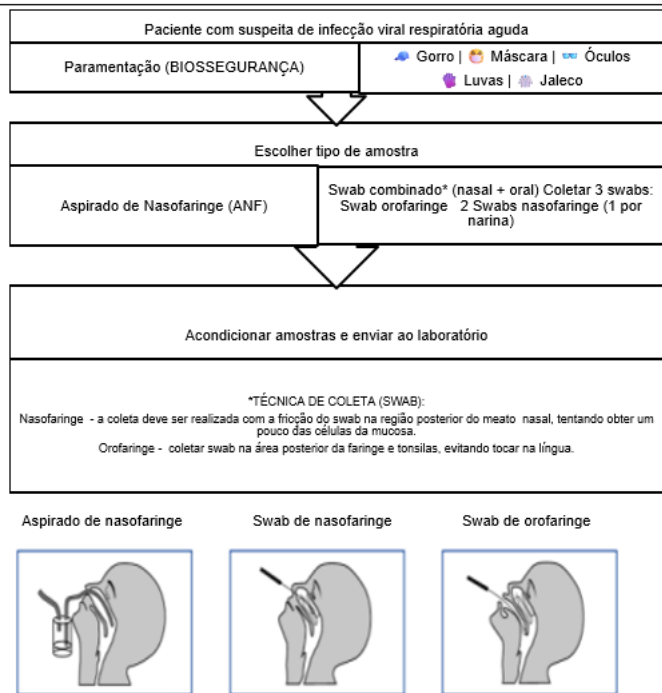 Paciente com suspeita de infecção viral respiratória aguda
Paramentação (BIOSSEGURANÇA)
Gorro | Máscara | Óculos
Luvas | Jaleco
Escolher tipo de amostra
Aspirado de Nasofaringe (ANF)
Swab combinado* (nasal + oral) Coletar 3 swabs:
Swab orofaringe 2 Swabs nasofaringe (1 por
narina)
Acondicionar amostras e enviar ao laboratório
*TÉCNICA DE COLETA (SWAB):
Nasofaringe - a coleta deve ser realizada com a fricção do swab na região posterior do meato nasal, tentando obter um
pouco das células da mucosa.
Orofaringe - coletar swab na área posterior da faringe e tonsilas, evitando tocar na língua.
Aspirado de nasofaringe
Swab de nasofaringe
Swab de orofaringe